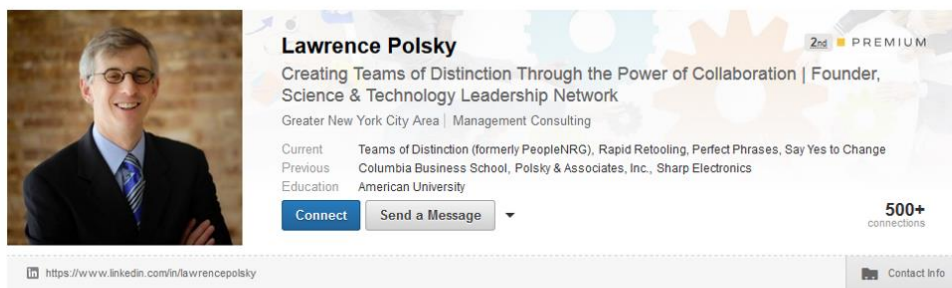 Lawrence Polsky
2nd PREMIUM
Creating Teams of Distinction Through the Power of Collaboration | Founder,
Science & Technology Leadership Network
Greater New York City Area | Management Consulting
Current Teams of Distinction (formerly PeopleNRG), Rapid Retooling, Perfect Phrases, Say Yes to Change
Previous Columbia Business School, Polsky & Associates, Inc., Sharp Electronics
Education American University
Connect Send a Message
500+
connections
in https://www.linkedin.com/in/lawrencepolsky
Contact Info